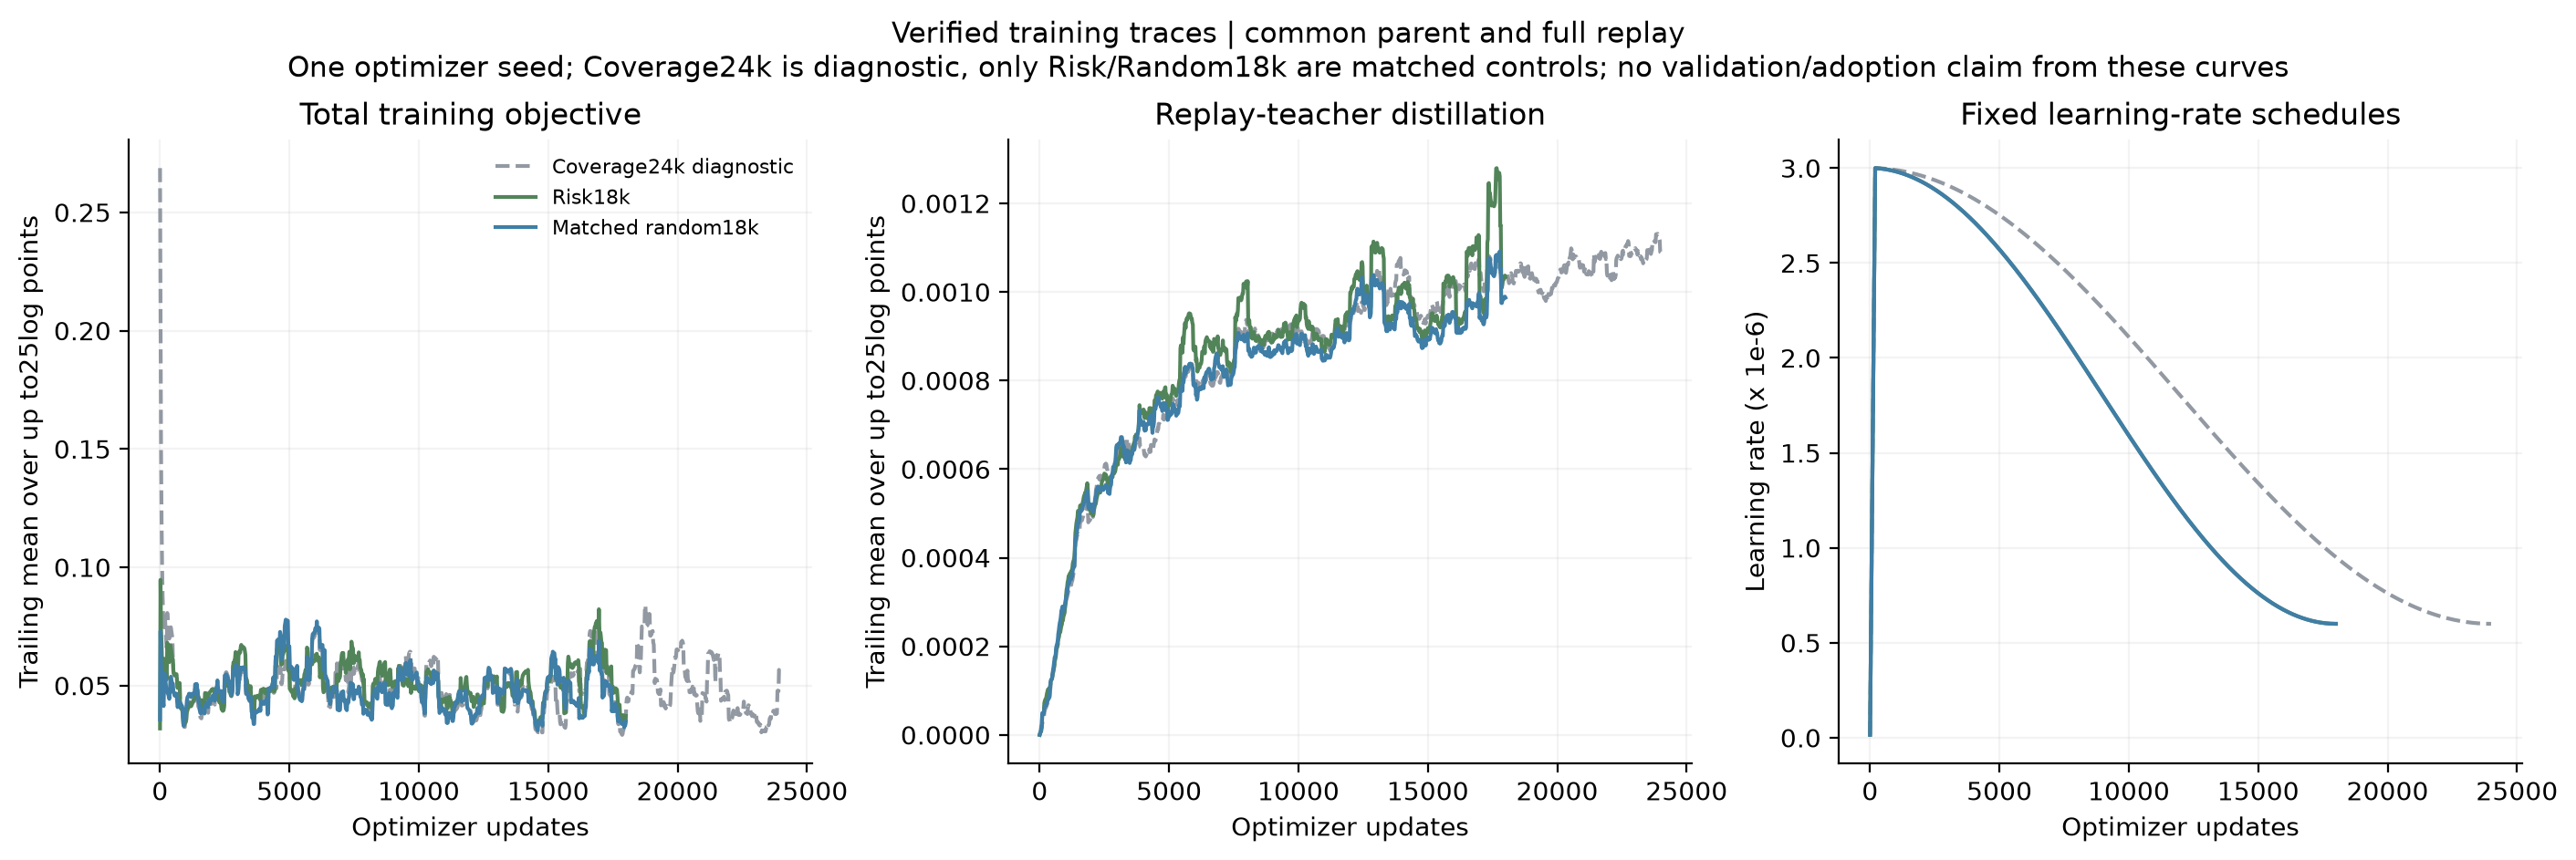 Verified training traces | common parent and full replay
One optimizer seed; Coverage24k is diagnostic, only Risk/Random18k are matched controls; no validation/adoption claim from these curves
Total training objective
Trailing mean over up to25log points
0.25
0.20
0.15
0.10
0.05
Coverage24k diagnostic
Risk18k
Matched random18k
0 5000 10000 15000 20000 25000
Optimizer updates
Replay-teacher distillation
Trailing mean over up to25log points
0.0012
0.0010
0.0008
0.0006
0.0004
0.0002
0.0000
0 5000 10000 15000 20000 25000
Optimizer updates
Fixed learning-rate schedules
Learning rate (x 1e-6)
3.0
2.5
2.0
1.5
1.0
0.5
0.0
0 5000 10000 15000 20000 25000
Optimizer updates